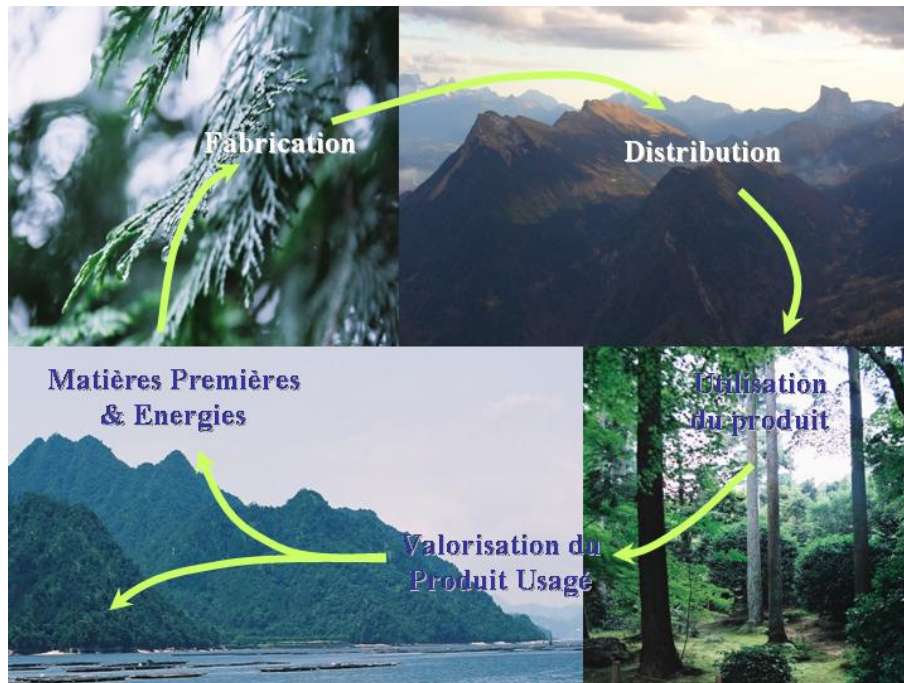 Fabrication
Distribution
Matières Premières
& Energies
Utilisation
du produit
Valorisation du
Produit Usagé